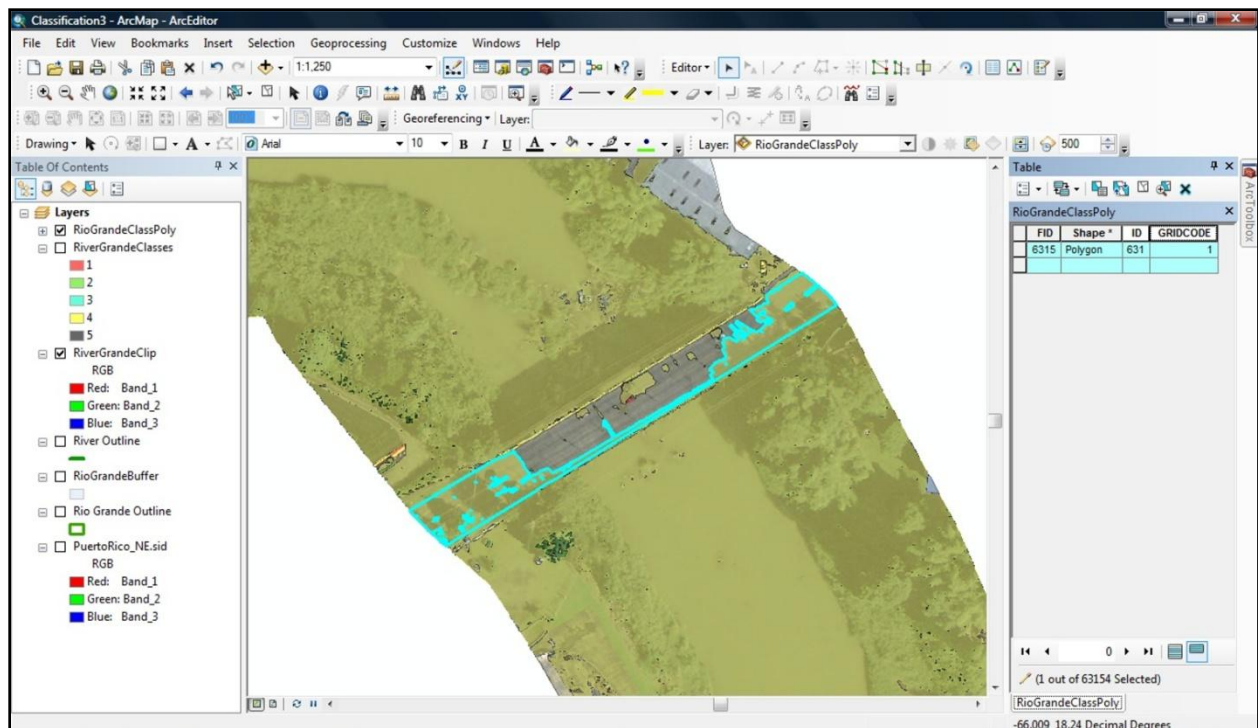 Classification3 - ArcMap - ArcEditor
File Edit View Bookmarks Insert Selection Geoprocessing Customize Windows Help
1:1,250 Editor
Georeferencing Layer:
Drawing A Arial 10 B I U A Layer: RioGrandeClassPoly 500
Table Of Contents
Layers
RioGrandeClassPoly
RiverGrandeClasses
1
2
3
4
5
RiverGrandeClip
RGB
Red: Band_1
Green: Band_2
Blue: Band_3
River Outline
RioGrandeBuffer
Rio Grande Outline
PuertoRico_NE.sid
RGB
Red: Band_1
Green: Band_2
Blue: Band_3
Table
RioGrandeClassPoly
FID Shape * ID GRIDCODE
6315 Polygon 631 1
0
(1 out of 63154 Selected)
RioGrandeClassPoly
ArcToolbox
-66.009 18.24 Decimal Degrees